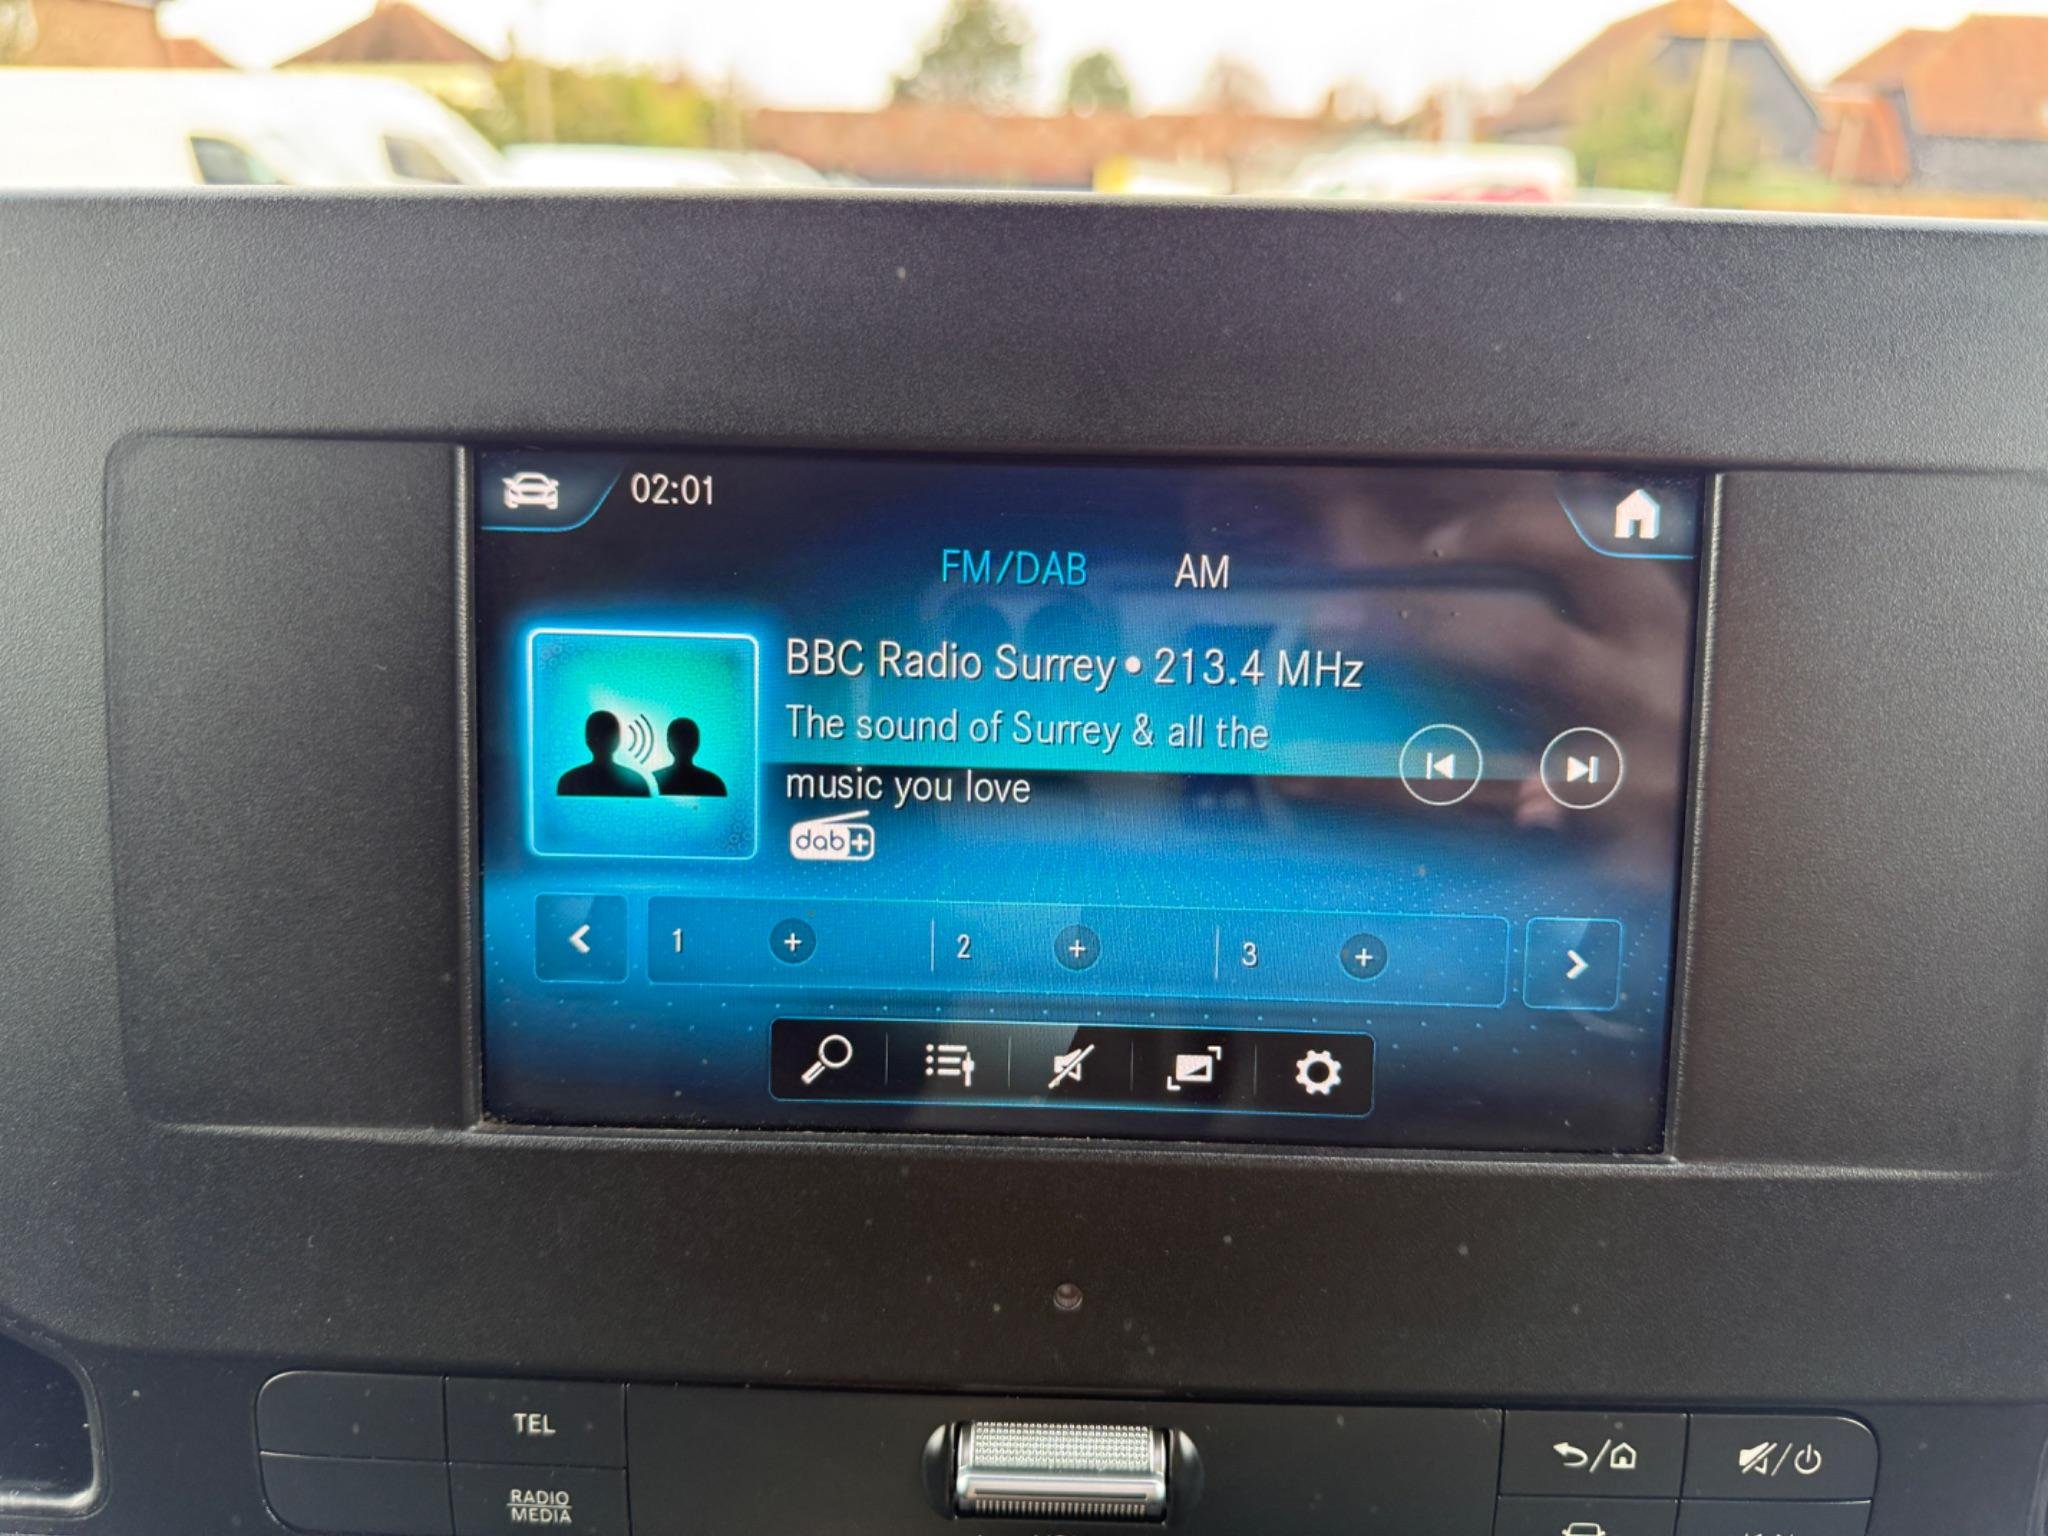 02:01
FM/DAB AM
BBC Radio Surrey • 213.4 MHz
The sound of Surrey & all the
music you love
dab+
1 + 2 + 3 +
TEL
RADIO
MEDIA